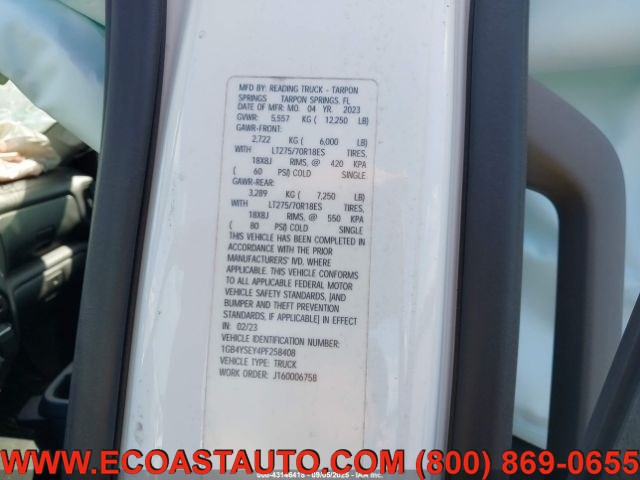 MFD BY: READING TRUCK - TARPON
SPRINGS TARPON SPRINGS, FL
DATE OF MFR: MO. 04 YR. 2023
GVWR: 5,557 KG ( 12,250 LB)
GAWR-FRONT:
2,722 KG ( 6,000 LB)
WITH LT275/70R18ES TIRES,
18X8J RIMS, @ 420 KPA
( 60 PSI) COLD SINGLE
GAWR-REAR:
3,289 KG ( 7,250 LB)
WITH LT275/70R18ES TIRES,
18X8J RIMS, @ 550 KPA
( 80 PSI) COLD SINGLE
THIS VEHICLE HAS BEEN COMPLETED IN
ACCORDANCE WITH THE PRIOR
MANUFACTURERS' IVD. WHERE
APPLICABLE. THIS VEHICLE CONFORMS
TO ALL APPLICABLE FEDERAL MOTOR
VEHICLE SAFETY STANDARDS, [AND
BUMPER AND THEFT PREVENTION
STANDARDS, IF APPLICABLE] IN EFFECT
IN: 02/23
VEHICLE IDENTIFICATION NUMBER:
1GB4YSEY4PF258408
VEHICLE TYPE: TRUCK
WORK ORDER: JT60006758
WWW.ECOASTAUTO.COM (800) 869-0655